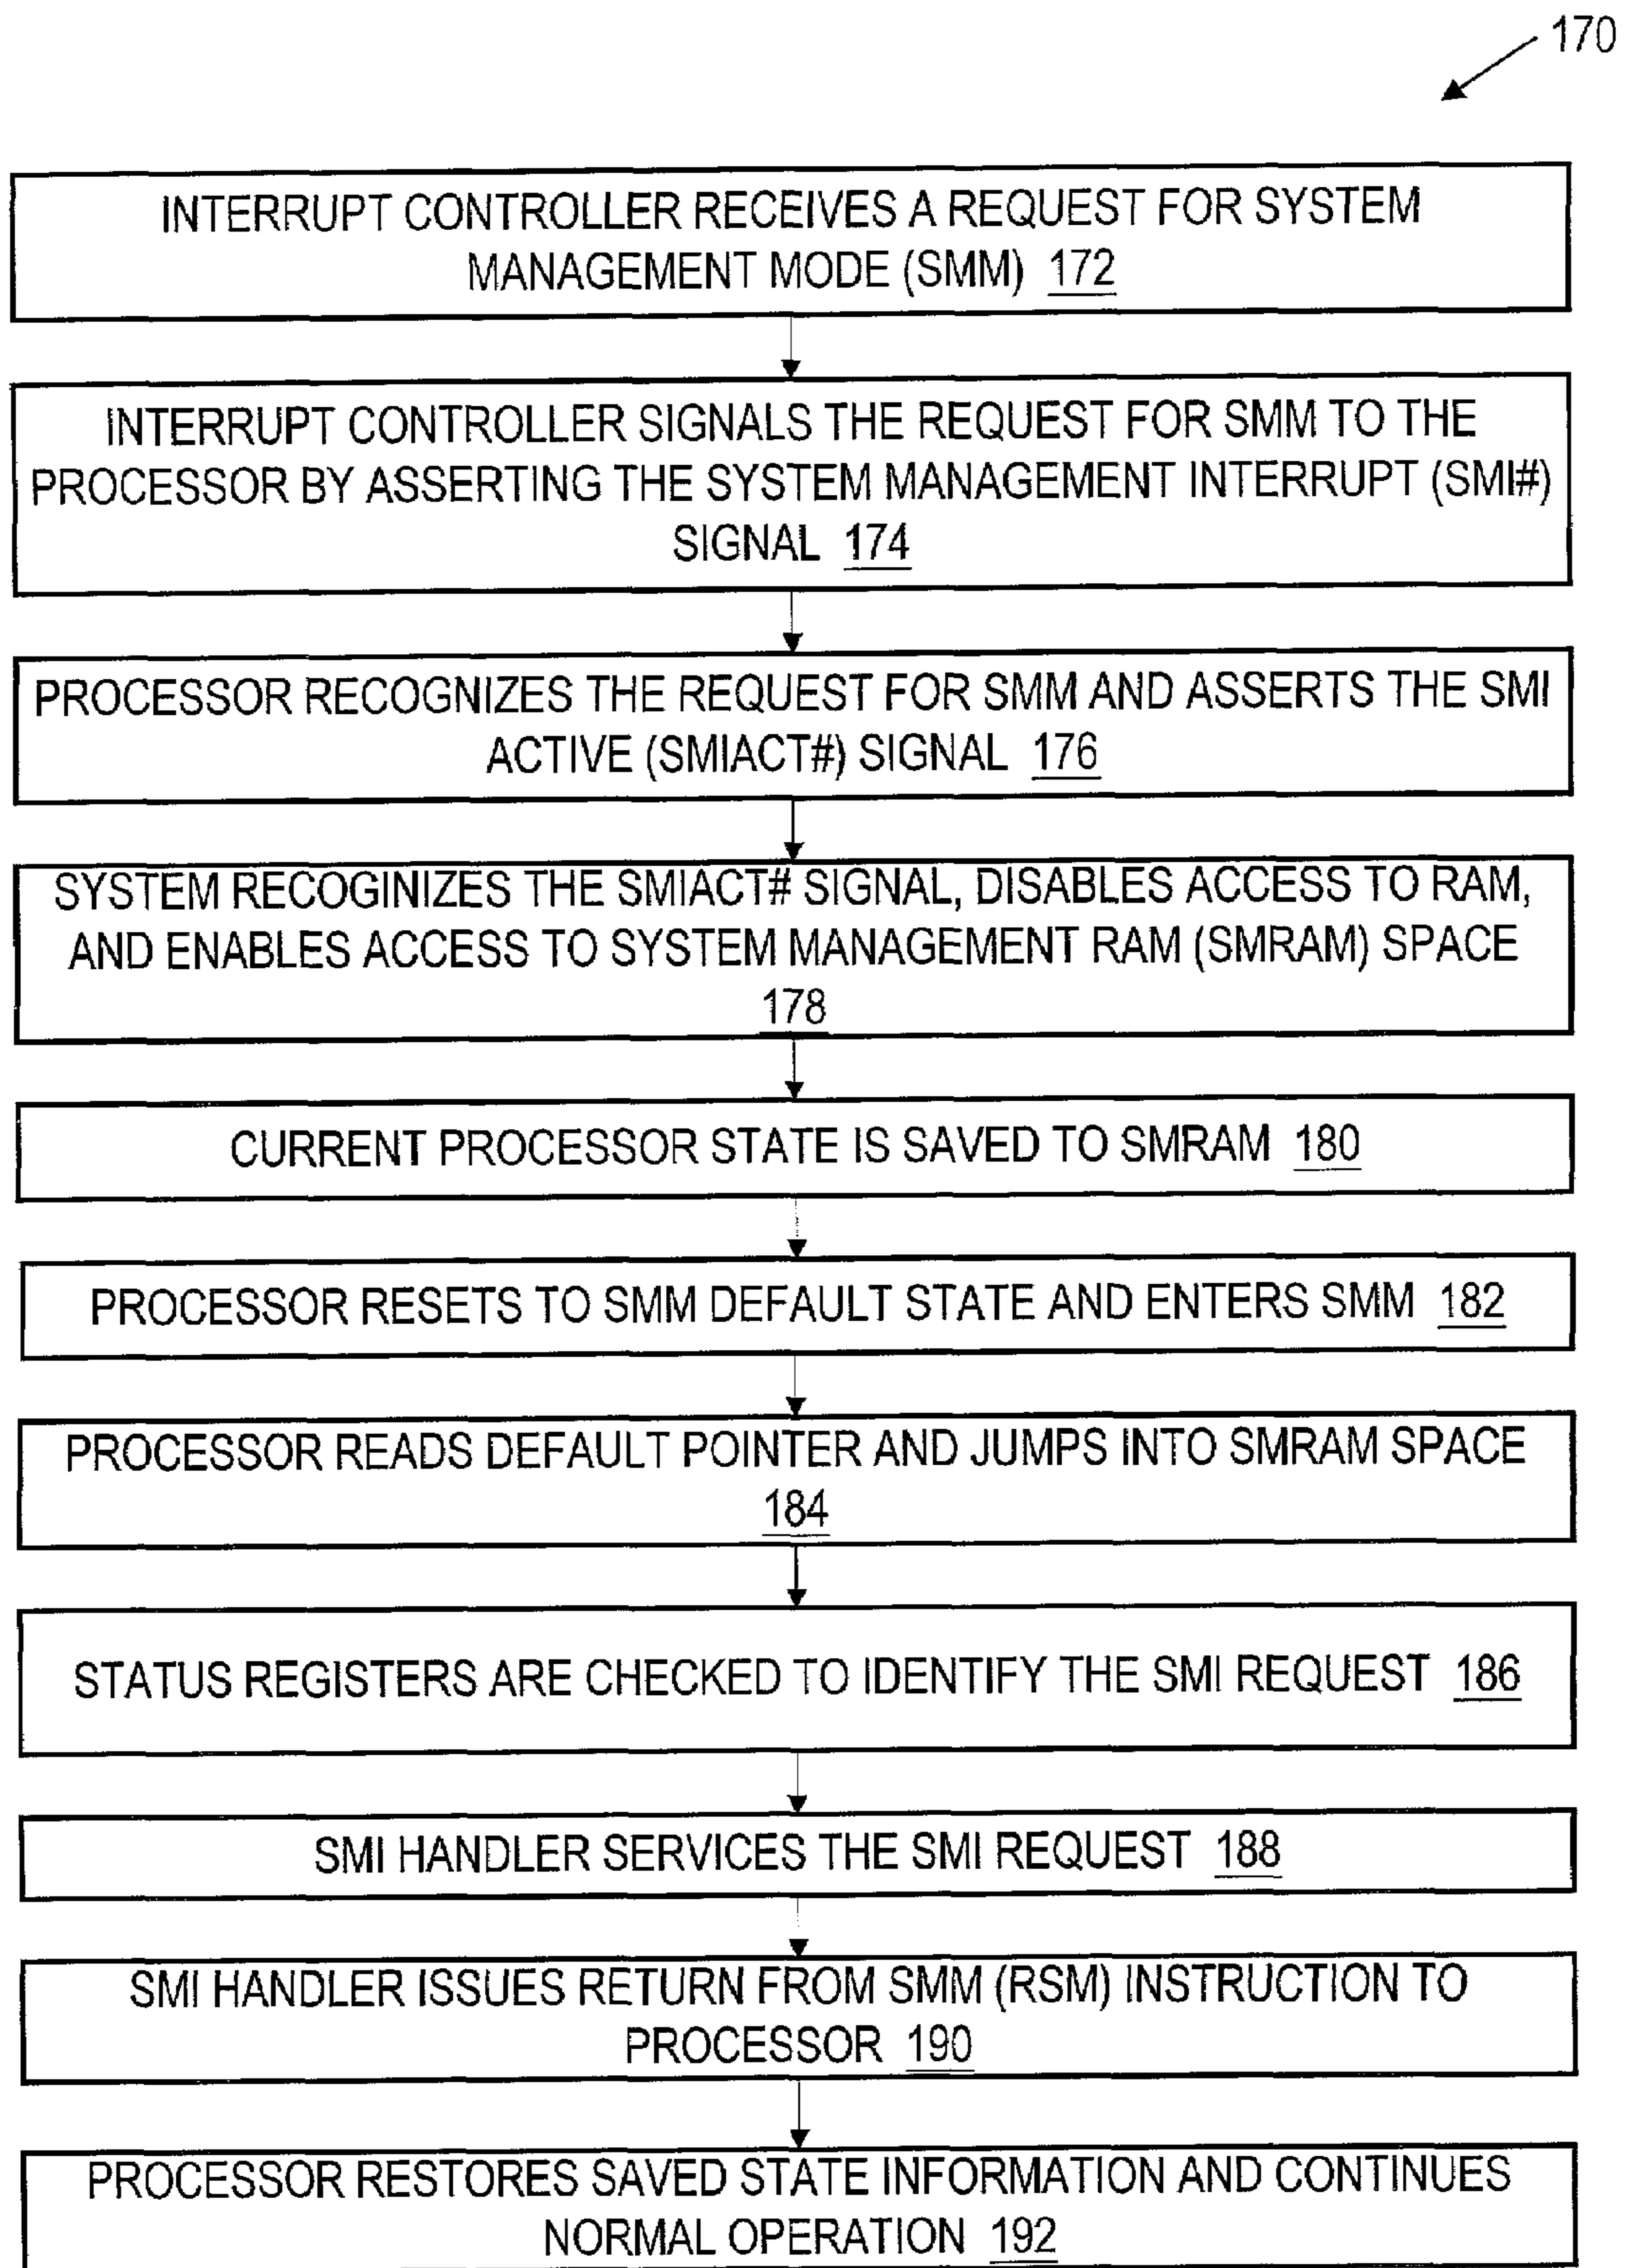 170
INTERRUPT CONTROLLER RECEIVES A REQUEST FOR SYSTEM
MANAGEMENT MODE (SMM) 172
INTERRUPT CONTROLLER SIGNALS THE REQUEST FOR SMM TO THE
PROCESSOR BY ASSERTING THE SYSTEM MANAGEMENT INTERRUPT (SMI#)
SIGNAL 174
PROCESSOR RECOGNIZES THE REQUEST FOR SMM AND ASSERTS THE SMI
ACTIVE (SMIACT#) SIGNAL 176
SYSTEM RECOGINIZES THE SMIACT# SIGNAL, DISABLES ACCESS TO RAM,
AND ENABLES ACCESS TO SYSTEM MANAGEMENT RAM (SMRAM) SPACE
178
CURRENT PROCESSOR STATE IS SAVED TO SMRAM 180
PROCESSOR RESETS TO SMM DEFAULT STATE AND ENTERS SMM 182
PROCESSOR READS DEFAULT POINTER AND JUMPS INTO SMRAM SPACE
184
STATUS REGISTERS ARE CHECKED TO IDENTIFY THE SMI REQUEST 186
SMI HANDLER SERVICES THE SMI REQUEST 188
SMI HANDLER ISSUES RETURN FROM SMM (RSM) INSTRUCTION TO
PROCESSOR 190
PROCESSOR RESTORES SAVED STATE INFORMATION AND CONTINUES
NORMAL OPERATION 192